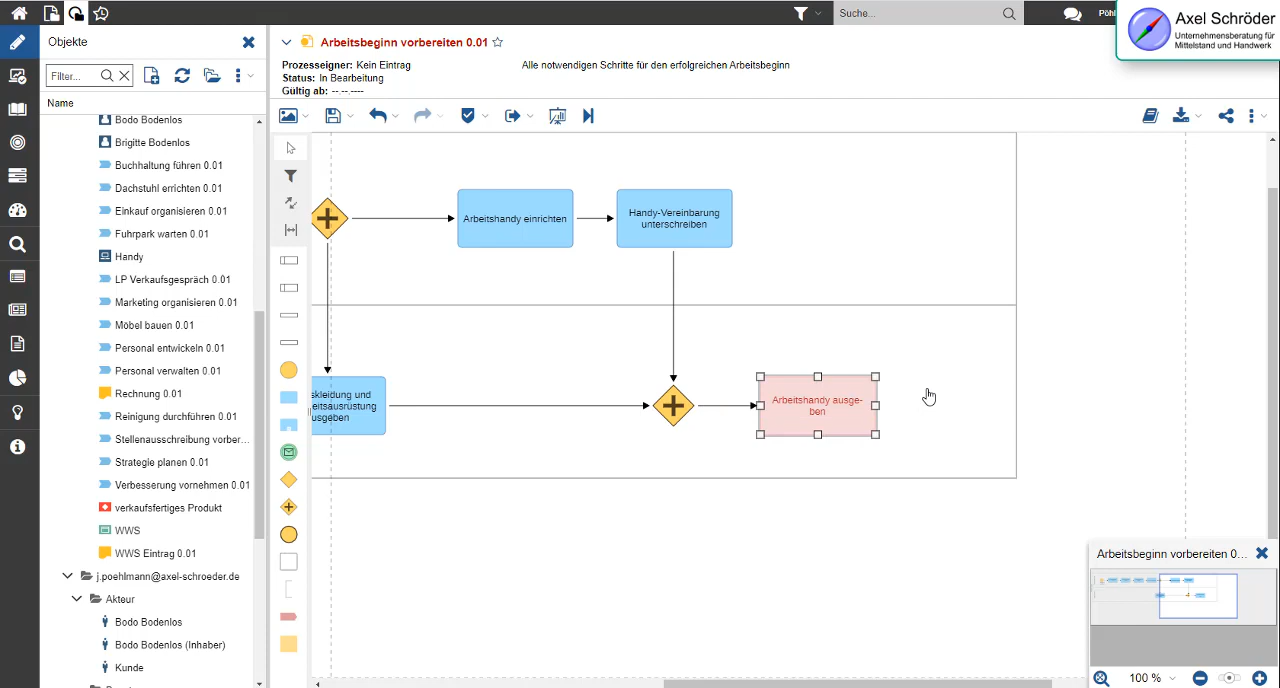 Suche...
Pöhl
Axel Schröder
Unternehmensberatung für
Mittelstand und Handwerk
Objekte
Filter...
Name
Bodo Bodenlos
Brigitte Bodenlos
Buchhaltung führen 0.01
Dachstuhl errichten 0.01
Einkauf organisieren 0.01
Fuhrpark warten 0.01
Handy
LP Verkaufsgespräch 0.01
Marketing organisieren 0.01
Möbel bauen 0.01
Personal entwickeln 0.01
Personal verwalten 0.01
Rechnung 0.01
Reinigung durchführen 0.01
Stellenausschreibung vorber...
Strategie planen 0.01
Verbesserung vornehmen 0.01
verkaufsfertiges Produkt
WWS
WWS Eintrag 0.01
j.poehlmann@axel-schroeder.de
Akteur
Bodo Bodenlos
Bodo Bodenlos (Inhaber)
Kunde
Arbeitsbeginn vorbereiten 0.01
Prozesseigner: Kein Eintrag
Alle notwendigen Schritte für den erfolgreichen Arbeitsbeginn
Status: In Bearbeitung
Gültig ab: --.--.----
Arbeitshandy einrichten
Handy-Vereinbarung
unterschreiben
skleidung und
eitsausrüstung
usgeben
Arbeitshandy ausge-
ben
Arbeitsbeginn vorbereiten 0...
100 %